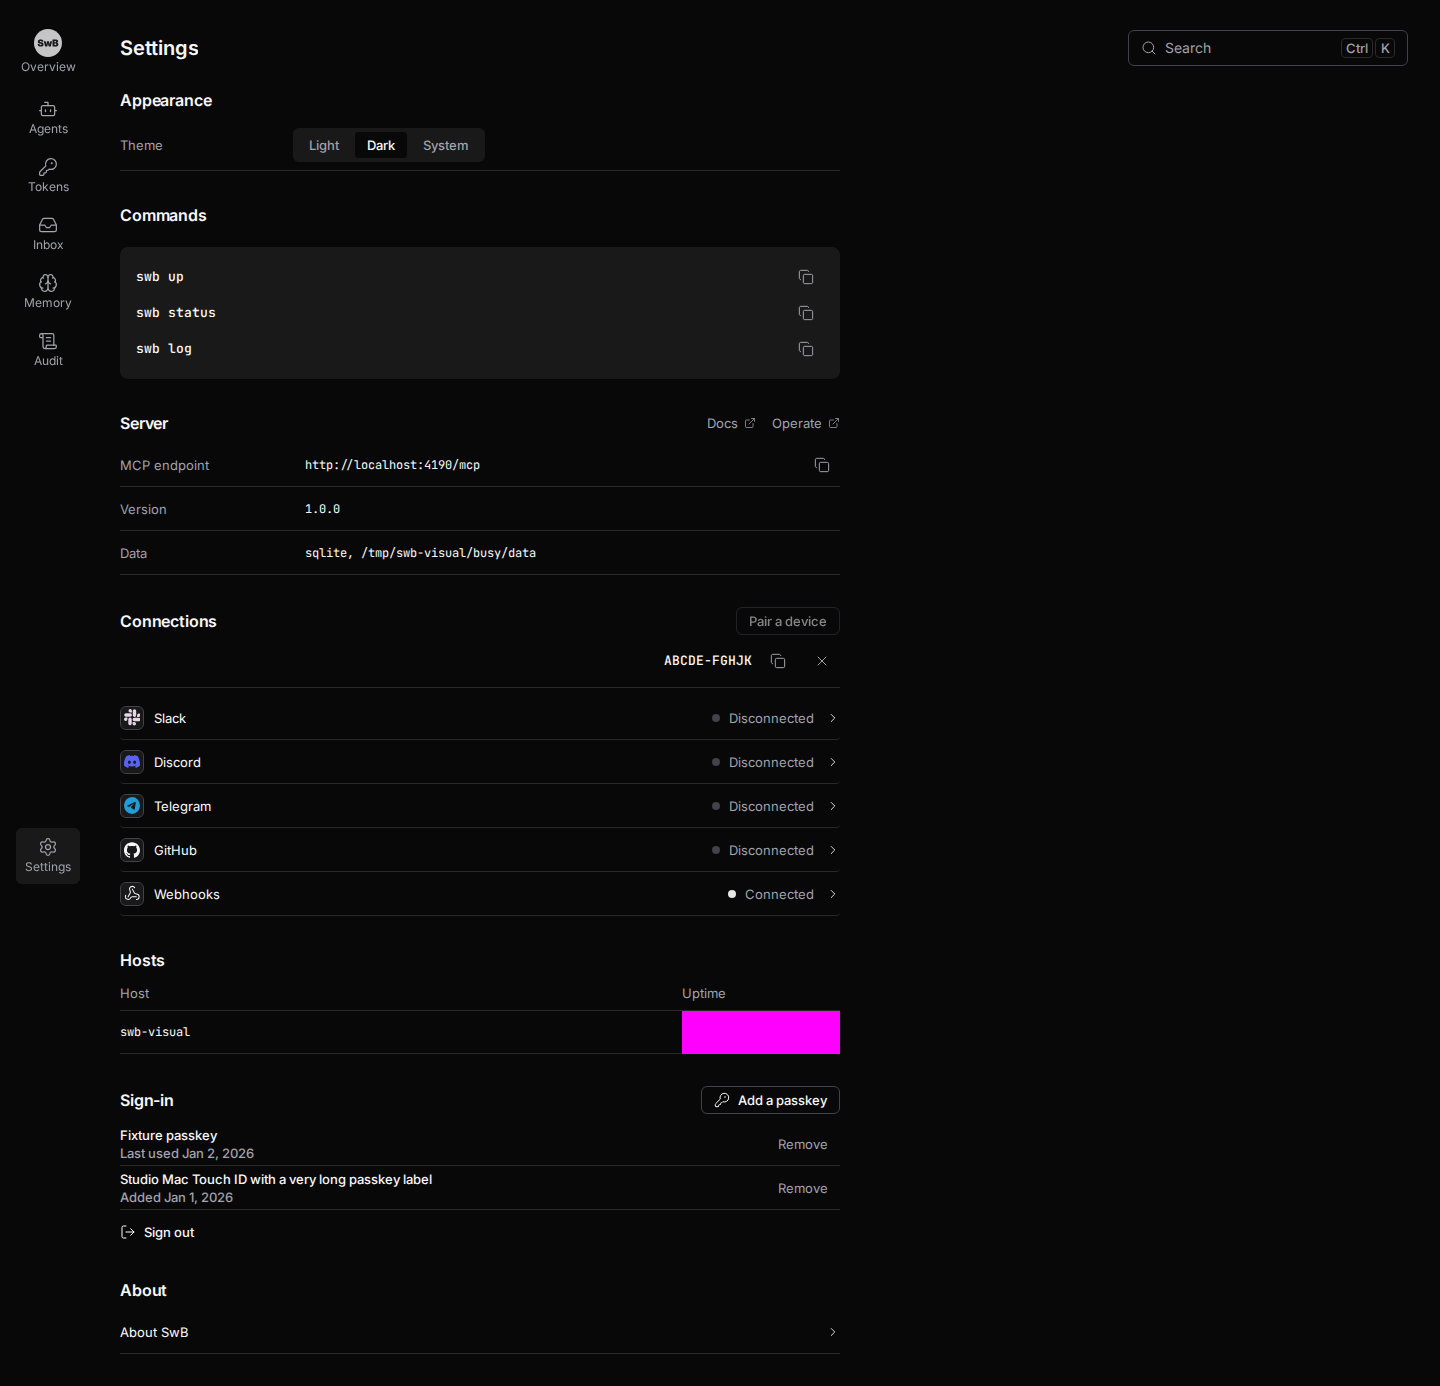 SwB
Overview
Agents
Tokens
Inbox
Memory
Audit
Settings
Settings
Search Ctrl K
Appearance
Theme Light Dark System
Commands
swb up
swb status
swb log
Server Docs Operate
MCP endpoint http://localhost:4190/mcp
Version 1.0.0
Data sqlite, /tmp/swb-visual/busy/data
Connections Pair a device
ABCDE-FGHJK
Slack Disconnected
Discord Disconnected
Telegram Disconnected
GitHub Disconnected
Webhooks Connected
Hosts
Host Uptime
swb-visual
Sign-in Add a passkey
Fixture passkey
Last used Jan 2, 2026 Remove
Studio Mac Touch ID with a very long passkey label
Added Jan 1, 2026 Remove
Sign out
About
About SwB